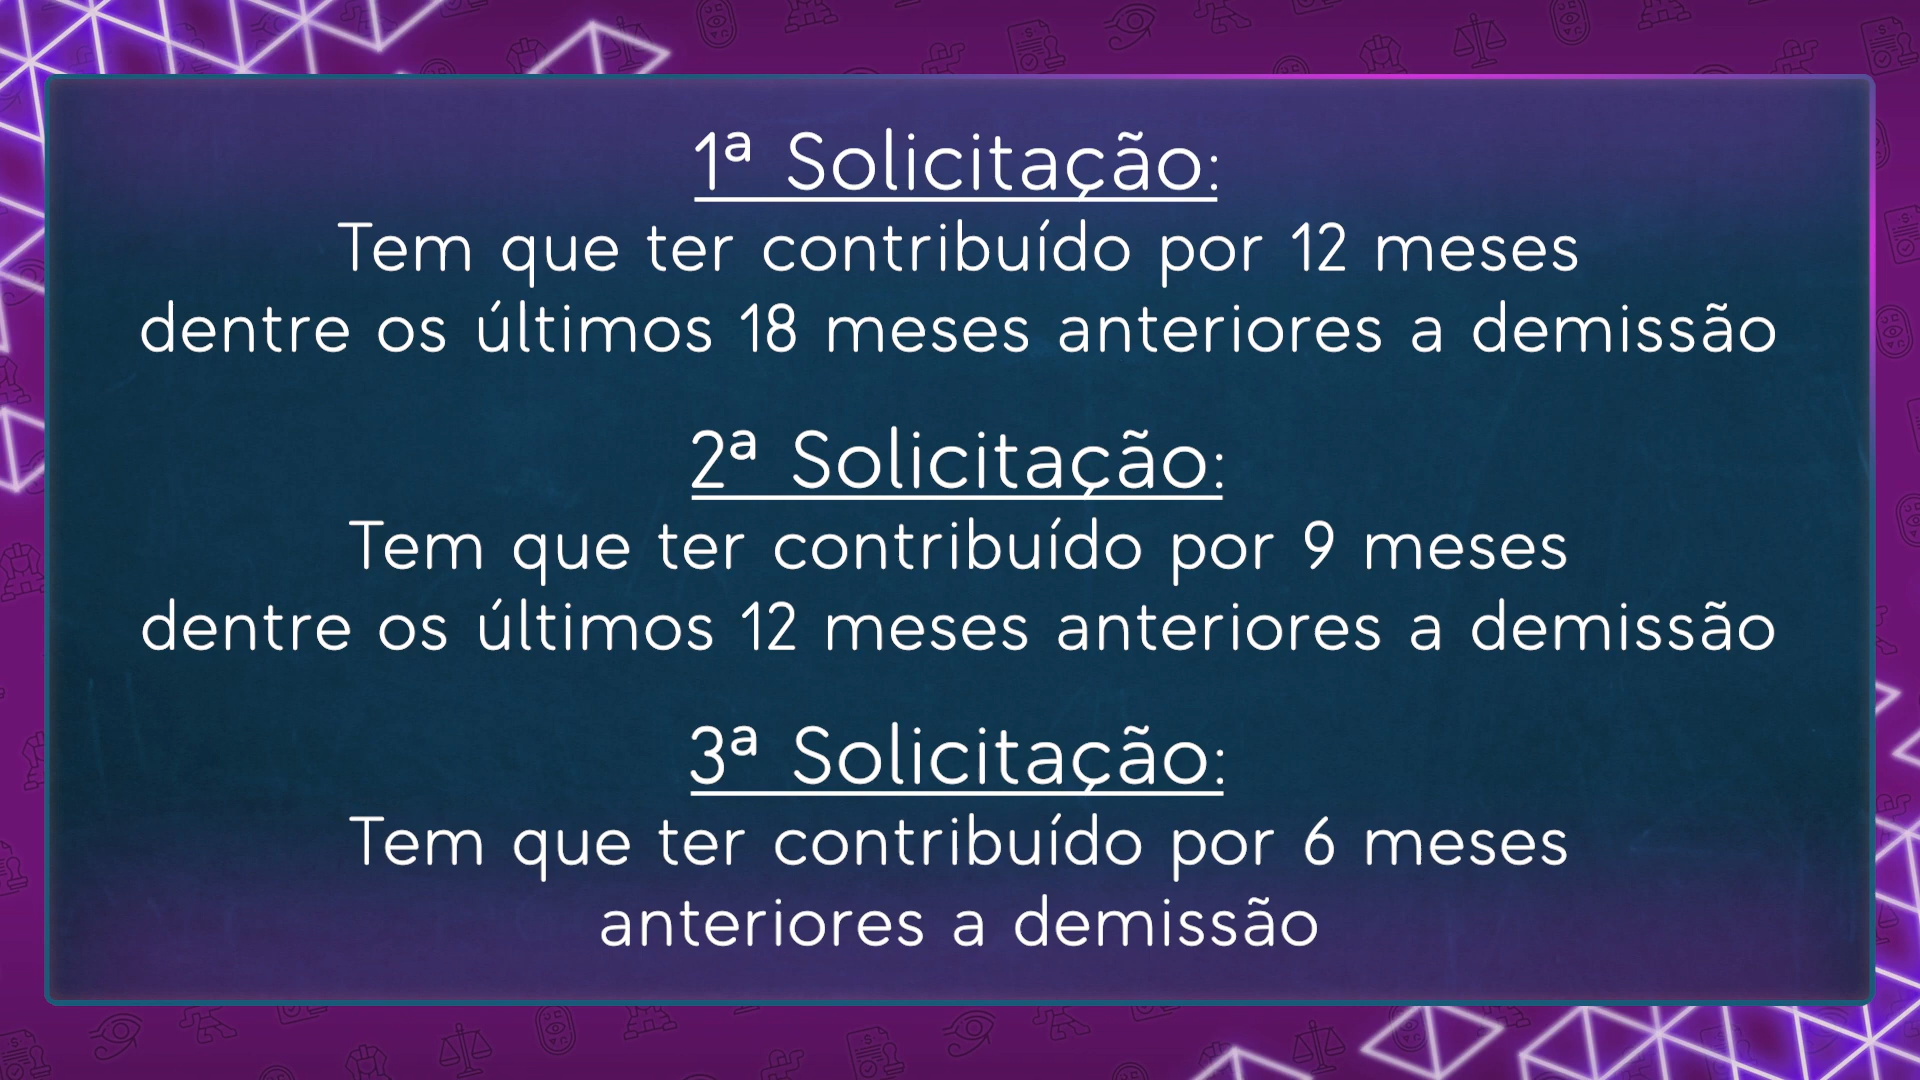 1ª Solicitação:
Tem que ter contribuído por 12 meses
dentre os últimos 18 meses anteriores a demissão
2ª Solicitação:
Tem que ter contribuído por 9 meses
dentre os últimos 12 meses anteriores a demissão
3ª Solicitação:
Tem que ter contribuído por 6 meses
anteriores a demissão